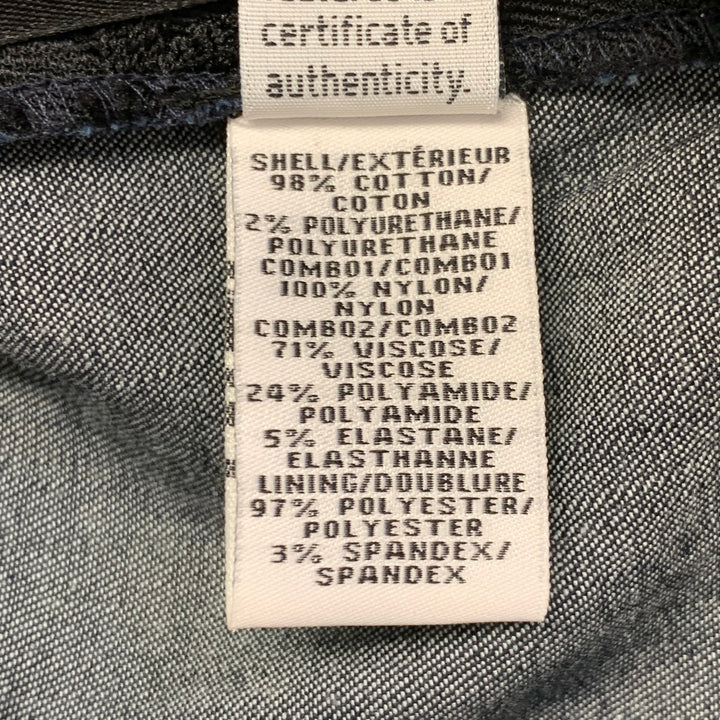 certificate of
authenticity.
SHELL/EXTÉRIEUR
98% COTTON/
COTON
2% POLYURETHANE/
POLYURETHANE
COMBO1/COMBO1
100% NYLON/
NYLON
COMBO2/COMBO2
71% VISCOSE/
VISCOSE
24% POLYAMIDE/
POLYAMIDE
5% ELASTANE/
ELASTHANNE
LINING/DOUBLURE
97% POLYESTER/
POLYESTER
3% SPANDEX/
SPANDEX